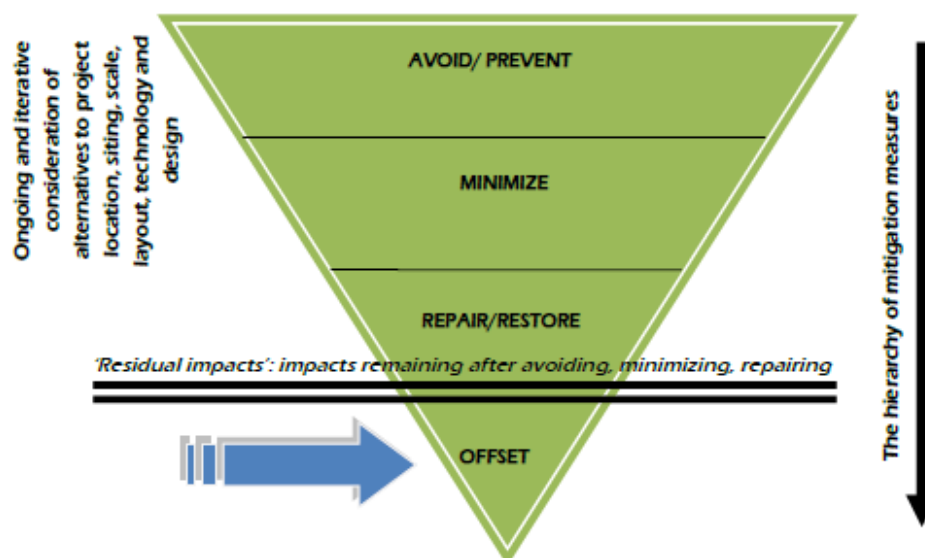 Ongoing and iterative
consideration of
alternatives to project
location, siting, scale,
layout, technology and
design
AVOID/ PREVENT
MINIMIZE
REPAIR/RESTORE
'Residual impacts': impacts remaining after avoiding, minimizing, repairing
OFFSET
The hierarchy of mitigation measures